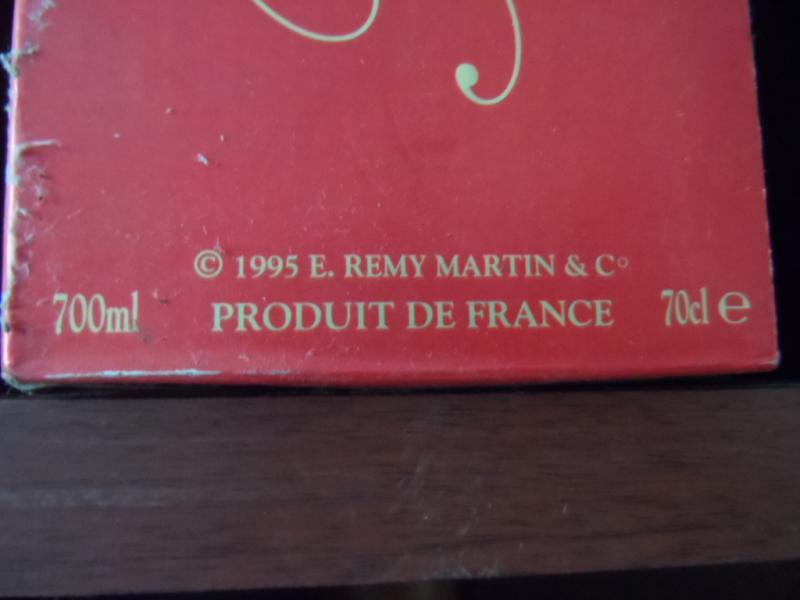 © 1995 E. REMY MARTIN & C°
700ml PRODUIT DE FRANCE 70cl ℮